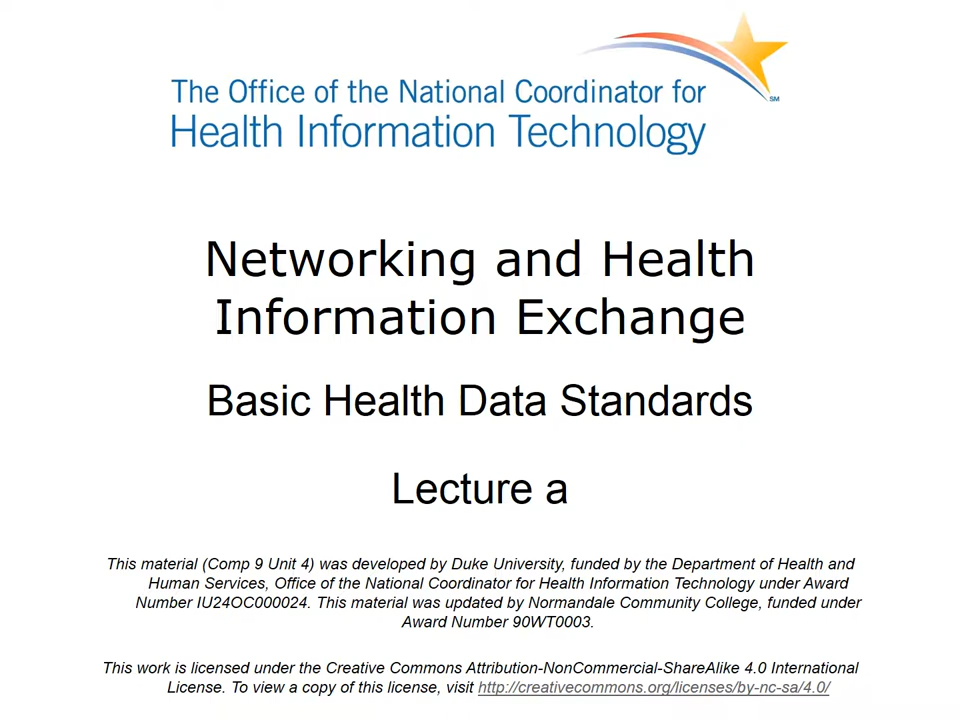 The Office of the National Coordinator for
Health Information Technology
SM
Networking and Health
Information Exchange
Basic Health Data Standards
Lecture a
This material (Comp 9 Unit 4) was developed by Duke University, funded by the Department of Health and
Human Services, Office of the National Coordinator for Health Information Technology under Award
Number IU24OC000024. This material was updated by Normandale Community College, funded under
Award Number 90WT0003.
This work is licensed under the Creative Commons Attribution-NonCommercial-ShareAlike 4.0 International
License. To view a copy of this license, visit http://creativecommons.org/licenses/by-nc-sa/4.0/